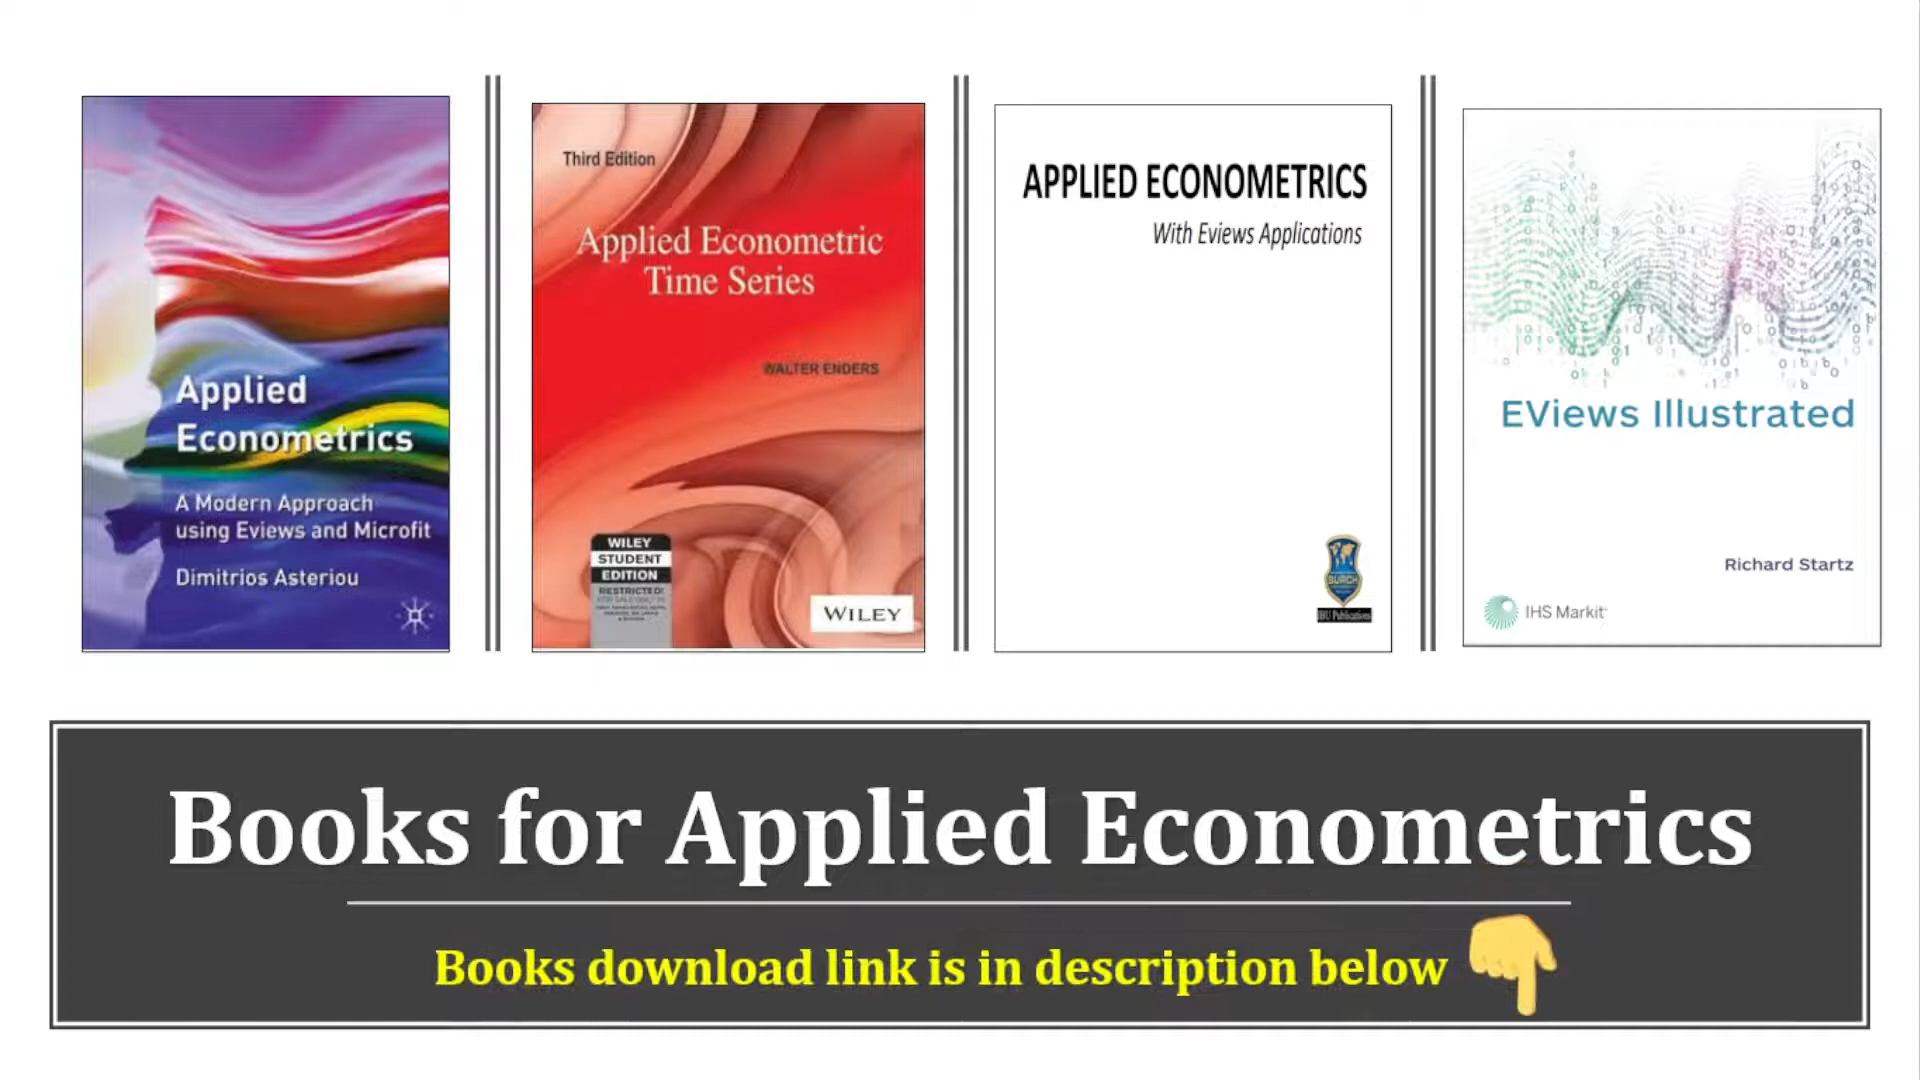 Applied
Econometrics
A Modern Approach
using Eviews and Microfit
Dimitrios Asteriou
Third Edition
Applied Econometric
Time Series
WALTER ENDERS
WILEY
STUDENT
EDITION
RESTRICTED!
WILEY
APPLIED ECONOMETRICS
With Eviews Applications
BURCH
IBU Publications
EViews Illustrated
Richard Startz
IHS Markit
Books for Applied Econometrics
Books download link is in description below